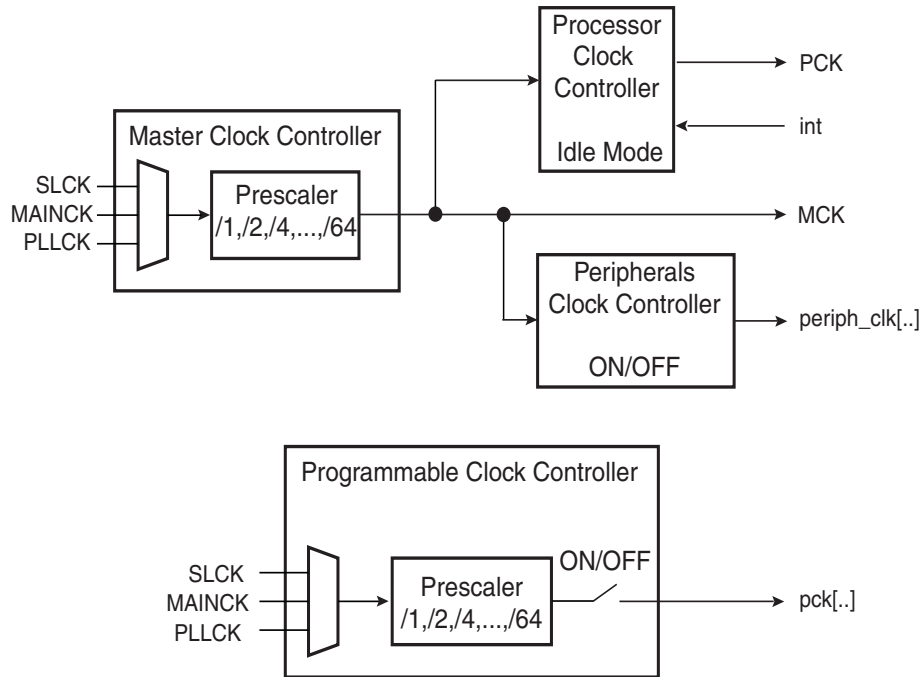 Processor
Clock
Controller
Idle Mode
PCK
int
Master Clock Controller
SLCK
MAINCK
PLLCK
Prescaler
/1,/2,/4,...,/64
MCK
Peripherals
Clock Controller
ON/OFF
periph_clk[..]
Programmable Clock Controller
SLCK
MAINCK
PLLCK
Prescaler
/1,/2,/4,...,/64
ON/OFF
pck[..]